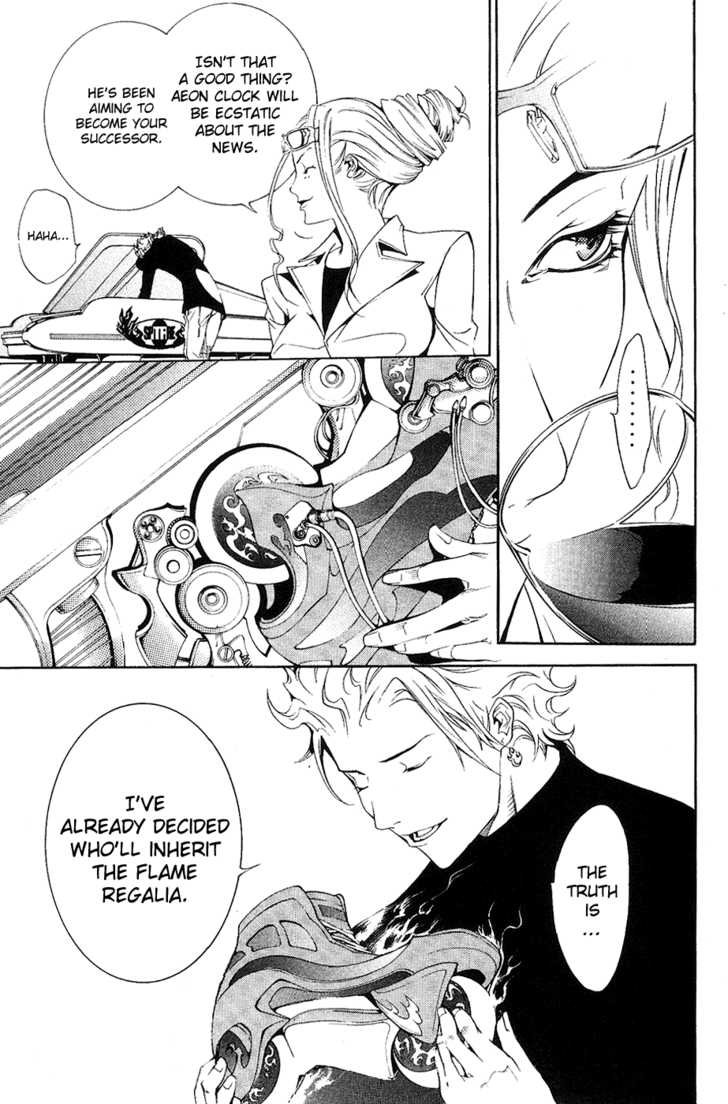 ......
ISN'T THAT
A GOOD THING?
AEON CLOCK WILL
BE ECSTATIC
ABOUT THE
NEWS.
HE'S BEEN
AIMING TO
BECOME YOUR
SUCCESSOR.
HAHA...
SPITFIRE
THE
TRUTH
IS
...
I'VE
ALREADY DECIDED
WHO'LL INHERIT
THE FLAME
REGALIA.